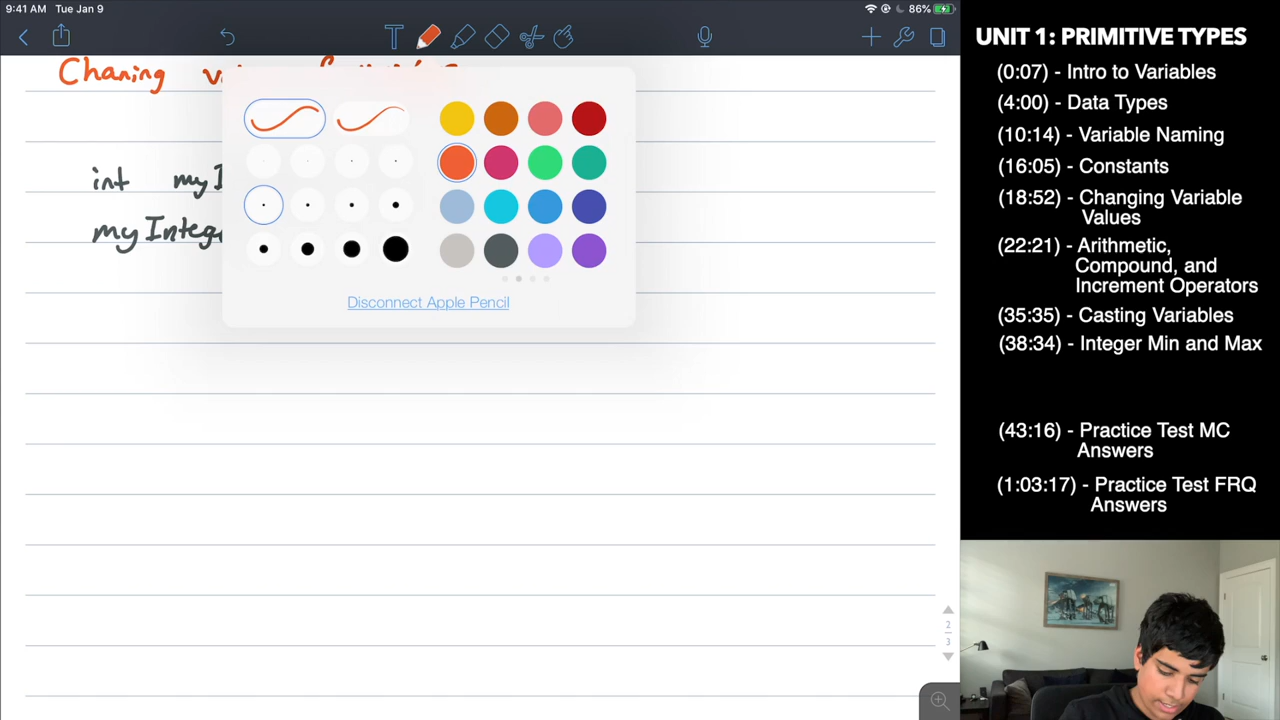 9:41 AM Tue Jan 9
86%
T
Chaning
int
Disconnect Apple Pencil
2
3
UNIT 1: PRIMITIVE TYPES
(0:07) - Intro to Variables
(4:00) - Data Types
(10:14) - Variable Naming
(16:05) - Constants
(18:52) - Changing Variable
Values
(22:21) - Arithmetic,
Compound, and
Increment Operators
(35:35) - Casting Variables
(38:34) - Integer Min and Max
(43:16) - Practice Test MC
Answers
(1:03:17) - Practice Test FRQ
Answers